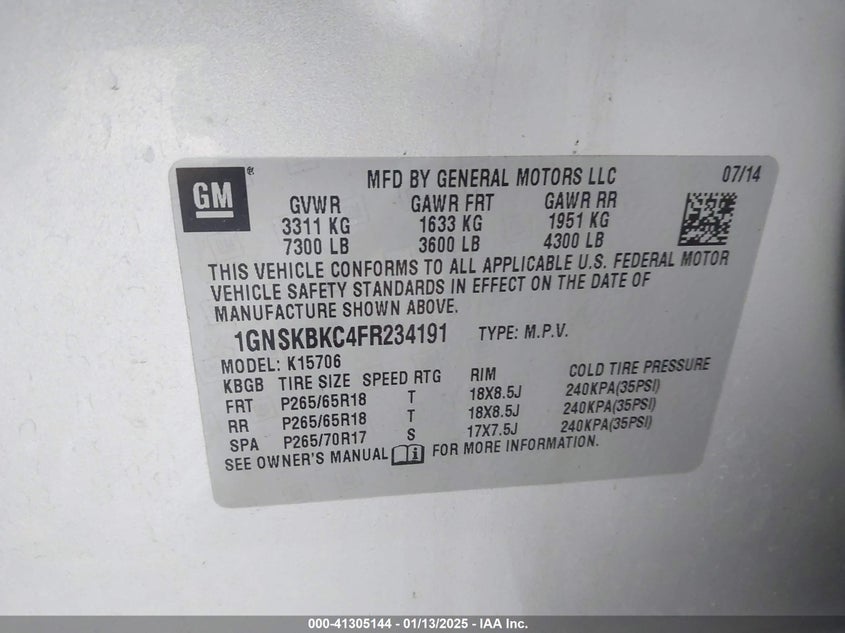 GM® MFD BY GENERAL MOTORS LLC 07/14
GVWR GAWR FRT GAWR RR
3311 KG 1633 KG 1951 KG
7300 LB 3600 LB 4300 LB
THIS VEHICLE CONFORMS TO ALL APPLICABLE U.S. FEDERAL MOTOR
VEHICLE SAFETY STANDARDS IN EFFECT ON THE DATE OF
MANUFACTURE SHOWN ABOVE.
1GNSKBKC4FR234191 TYPE: M.P.V.
MODEL: K15706
KBGB TIRE SIZE SPEED RTG RIM COLD TIRE PRESSURE
FRT P265/65R18 T 18X8.5J 240KPA(35PSI)
RR P265/65R18 T 18X8.5J 240KPA(35PSI)
SPA P265/70R17 S 17X7.5J 240KPA(35PSI)
SEE OWNER'S MANUAL FOR MORE INFORMATION.
000-41305144 - 01/13/2025 - IAA Inc.